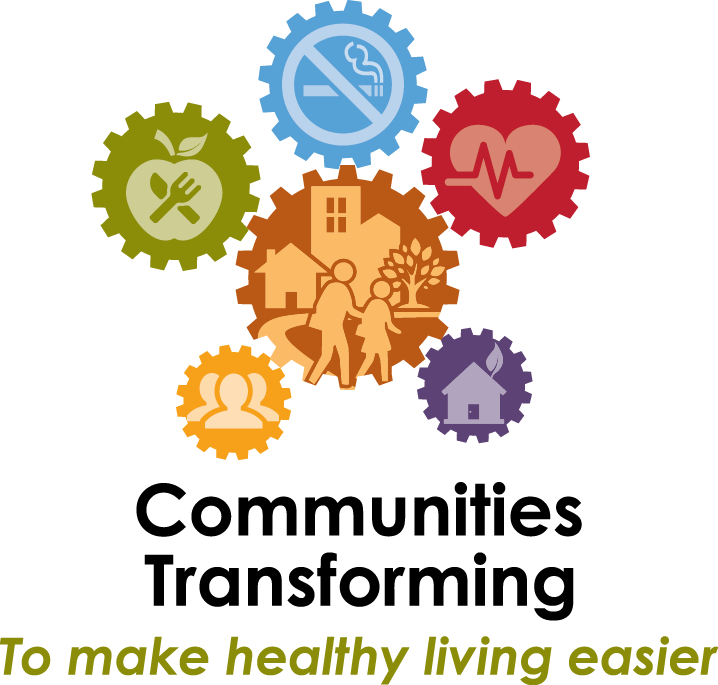 Communities
Transforming
To make healthy living easier